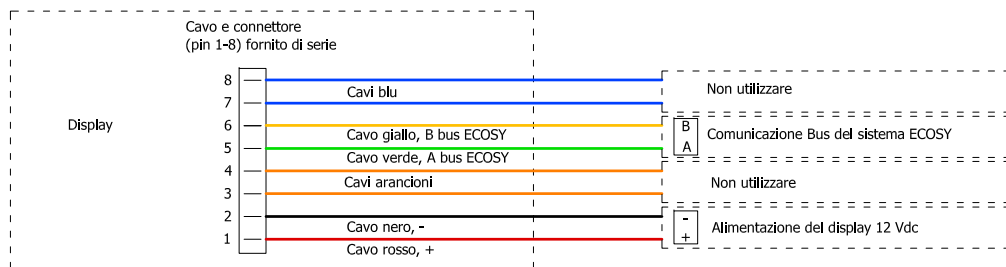 Cavo e connettore
(pin 1-8) fornito di serie
8
Cavi blu
Non utilizzare
7
Display
6
Cavo giallo, B bus ECOSY
B
Comunicazione Bus del sistema ECOSY
5
Cavo verde, A bus ECOSY
A
4
Cavi arancioni
Non utilizzare
3
2
Cavo nero, -
-
Alimentazione del display 12 Vdc
1
+
Cavo rosso, +